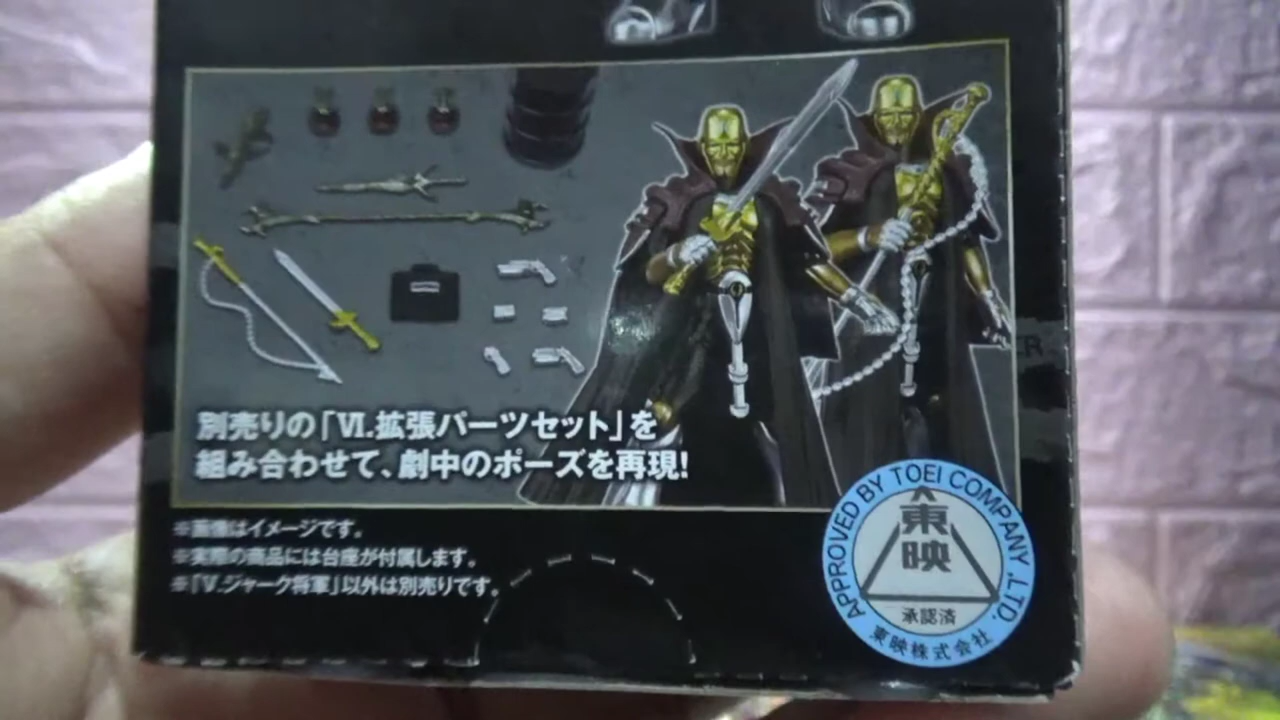 別売りの「Ⅵ.拡張パーツセット」を
組み合わせて、劇中のポーズを再現!
※画像はイメージです。
※実際の商品には台座が付属します。
※「Ⅴ.ジャーク将軍」以外は別売りです。
APPROVED BY TOEI COMPANY, LTD.
東映
承認済
東映株式会社